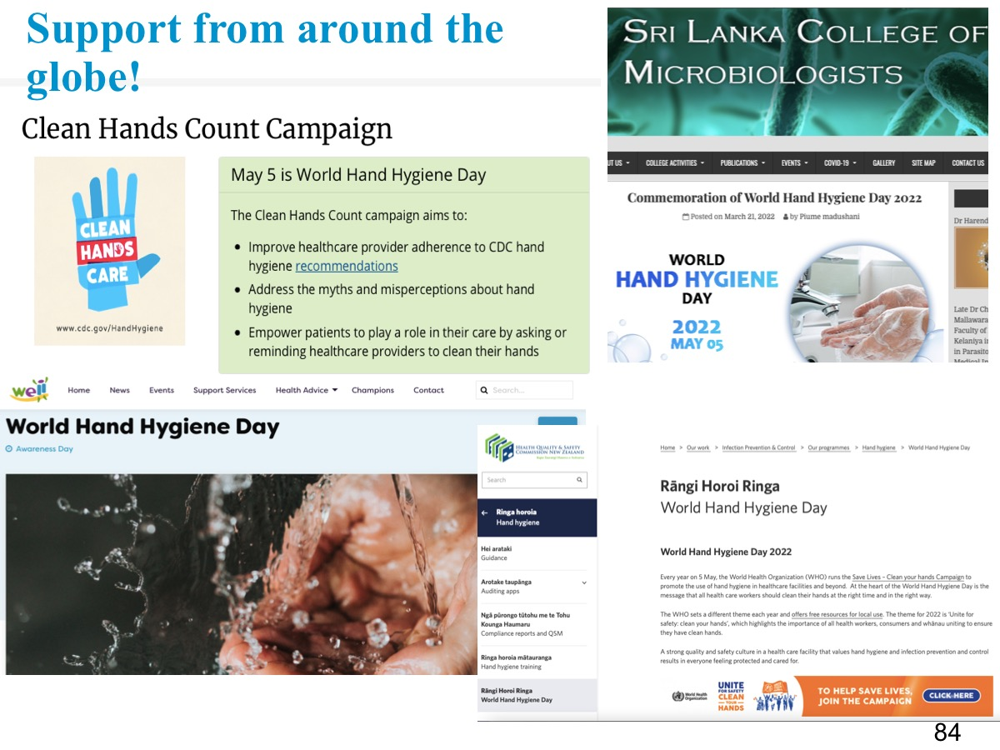 Support from around the
globe!
Clean Hands Count Campaign
CLEAN
HANDS
CARE
www.cdc.gov/HandHygiene
May 5 is World Hand Hygiene Day
The Clean Hands Count campaign aims to:
• Improve healthcare provider adherence to CDC hand
hygiene recommendations
• Address the myths and misperceptions about hand
hygiene
• Empower patients to play a role in their care by asking or
reminding healthcare providers to clean their hands
SRI LANKA COLLEGE OF
MICROBIOLOGISTS
UT US COLLEGE ACTIVITIES PUBLICATIONS EVENTS COVID-19 GALLERY SITE MAP CONTACT US
Commemoration of World Hand Hygiene Day 2022
Posted on March 21, 2022 by Piume madushani
WORLD
HAND HYGIENE
DAY
2022
MAY 05
Dr Harend
Late Dr Ch
Mallawara
Faculty of
Kelaniya in
in Parasito
Medical In
well
Home News Events Support Services Health Advice Champions Contact Search...
World Hand Hygiene Day
Awareness Day
HEALTH QUALITY & SAFETY
COMMISSION NEW ZEALAND
Search
← Ringa horoia
Hand hygiene
Hei arataki
Guidance
Arotake taupānga
Auditing apps
Ngā pūrongo tūtohu me te Tohu
Kounga Haumaru
Compliance reports and QSM
Ringa horoia mātauranga
Hand hygiene training
Rāngi Horoi Ringa
World Hand Hygiene Day
Home > Our work > Infection Prevention & Control > Our programmes > Hand hygiene > World Hand Hygiene Day
Rāngi Horoi Ringa
World Hand Hygiene Day
World Hand Hygiene Day 2022
Every year on 5 May, the World Health Organization (WHO) runs the Save Lives – Clean your hands Campaign to
promote the use of hand hygiene in healthcare facilities and beyond. At the heart of the World Hand Hygiene Day is the
message that all health care workers should clean their hands at the right time and in the right way.
The WHO sets a different theme each year and offers free resources for local use. The theme for 2022 is 'Unite for
safety: clean your hands', which highlights the importance of all health workers, consumers and whānau uniting to ensure
they have clean hands.
A strong quality and safety culture in a health care facility that values hand hygiene and infection prevention and control
results in everyone feeling protected and cared for.
World Health
Organization
UNITE
FOR SAFETY
CLEAN
YOUR
HANDS
TO HELP SAVE LIVES,
JOIN THE CAMPAIGN
CLICK HERE
84